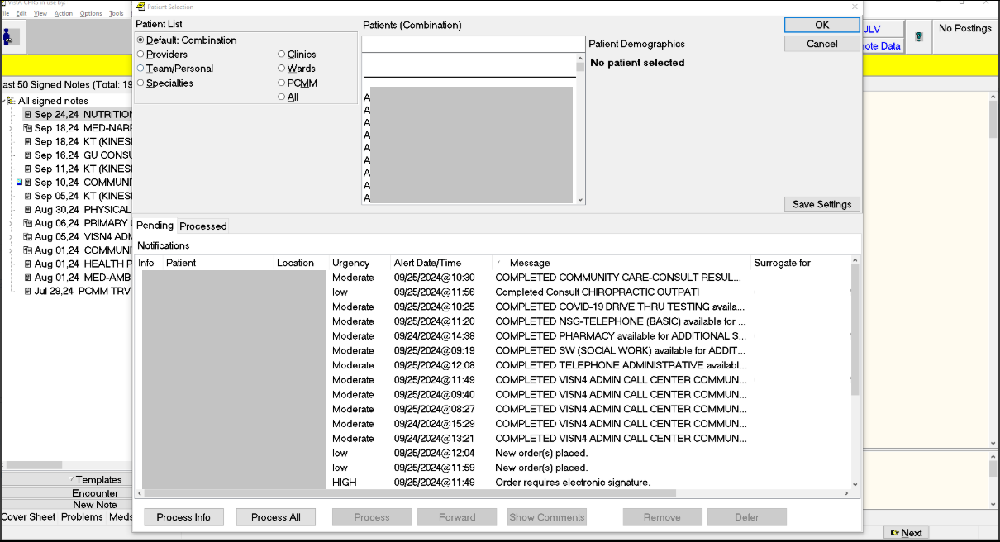 VistA CPRS in use by:
File Edit View Action Options Tools
Patient Selection
JLV
note Data
No Postings
ast 50 Signed Notes (Total: 19
All signed notes
Sep 24,24 NUTRITION
Sep 18,24 MED-NARR
Sep 18,24 KT (KINES
Sep 16,24 GU CONSU
Sep 11,24 KT (KINES
Sep 10,24 COMMUNI
Sep 05,24 KT (KINES
Aug 30,24 PHYSICAL
Aug 06,24 PRIMARY
Aug 05,24 VISN4 ADM
Aug 01,24 COMMUNI
Aug 01,24 HEALTH P
Aug 01,24 MED-AMB
Jul 29,24 PCMM TRV
Templates
Encounter
New Note
Cover Sheet Problems Meds
Patient List
Default: Combination
Providers Clinics
Team/Personal Wards
Specialties PCMM
All
Patients (Combination)
A
A
A
A
A
A
A
A
A
Patient Demographics
No patient selected
OK
Cancel
Save Settings
Pending Processed
Notifications
Info Patient Location Urgency Alert Date/Time Message Surrogate for
Moderate 09/25/2024@10:30 COMPLETED COMMUNITY CARE-CONSULT RESUL...
low 09/25/2024@11:56 Completed Consult CHIROPRACTIC OUTPATI
Moderate 09/25/2024@10:25 COMPLETED COVID-19 DRIVE THRU TESTING availa...
Moderate 09/25/2024@11:20 COMPLETED NSG-TELEPHONE (BASIC) available for ...
Moderate 09/24/2024@14:38 COMPLETED PHARMACY available for ADDITIONAL S...
Moderate 09/25/2024@09:19 COMPLETED SW (SOCIAL WORK) available for ADDIT...
Moderate 09/25/2024@12:08 COMPLETED TELEPHONE ADMINISTRATIVE availabl...
Moderate 09/25/2024@11:49 COMPLETED VISN4 ADMIN CALL CENTER COMMUN...
Moderate 09/25/2024@09:40 COMPLETED VISN4 ADMIN CALL CENTER COMMUN...
Moderate 09/25/2024@08:27 COMPLETED VISN4 ADMIN CALL CENTER COMMUN...
Moderate 09/24/2024@15:29 COMPLETED VISN4 ADMIN CALL CENTER COMMUN...
Moderate 09/24/2024@13:21 COMPLETED VISN4 ADMIN CALL CENTER COMMUN...
low 09/25/2024@12:04 New order(s) placed.
low 09/25/2024@11:59 New order(s) placed.
HIGH 09/25/2024@11:49 Order requires electronic signature.
Process Info Process All Process Forward Show Comments Remove Defer
Next